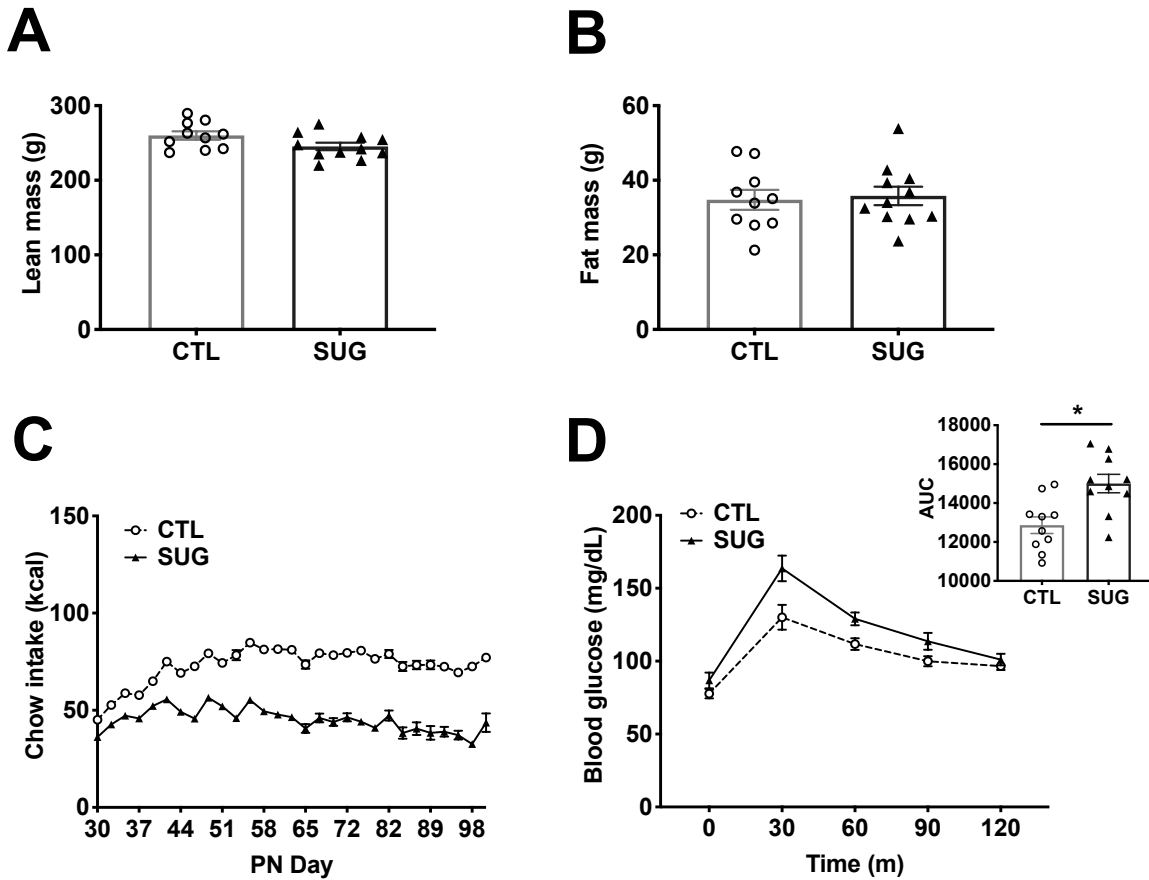 A
Lean mass (g)
300
200
100
0
CTL
SUG
B
Fat mass (g)
60
40
20
0
CTL
SUG
C
Chow intake (kcal)
150
100
50
0
CTL
SUG
30 37 44 51 58 65 72 82 89 98
PN Day
D
Blood glucose (mg/dL)
200
150
100
50
0
CTL
SUG
0 30 60 90 120
Time (m)
AUC
18000
16000
14000
12000
10000
*
CTL
SUG